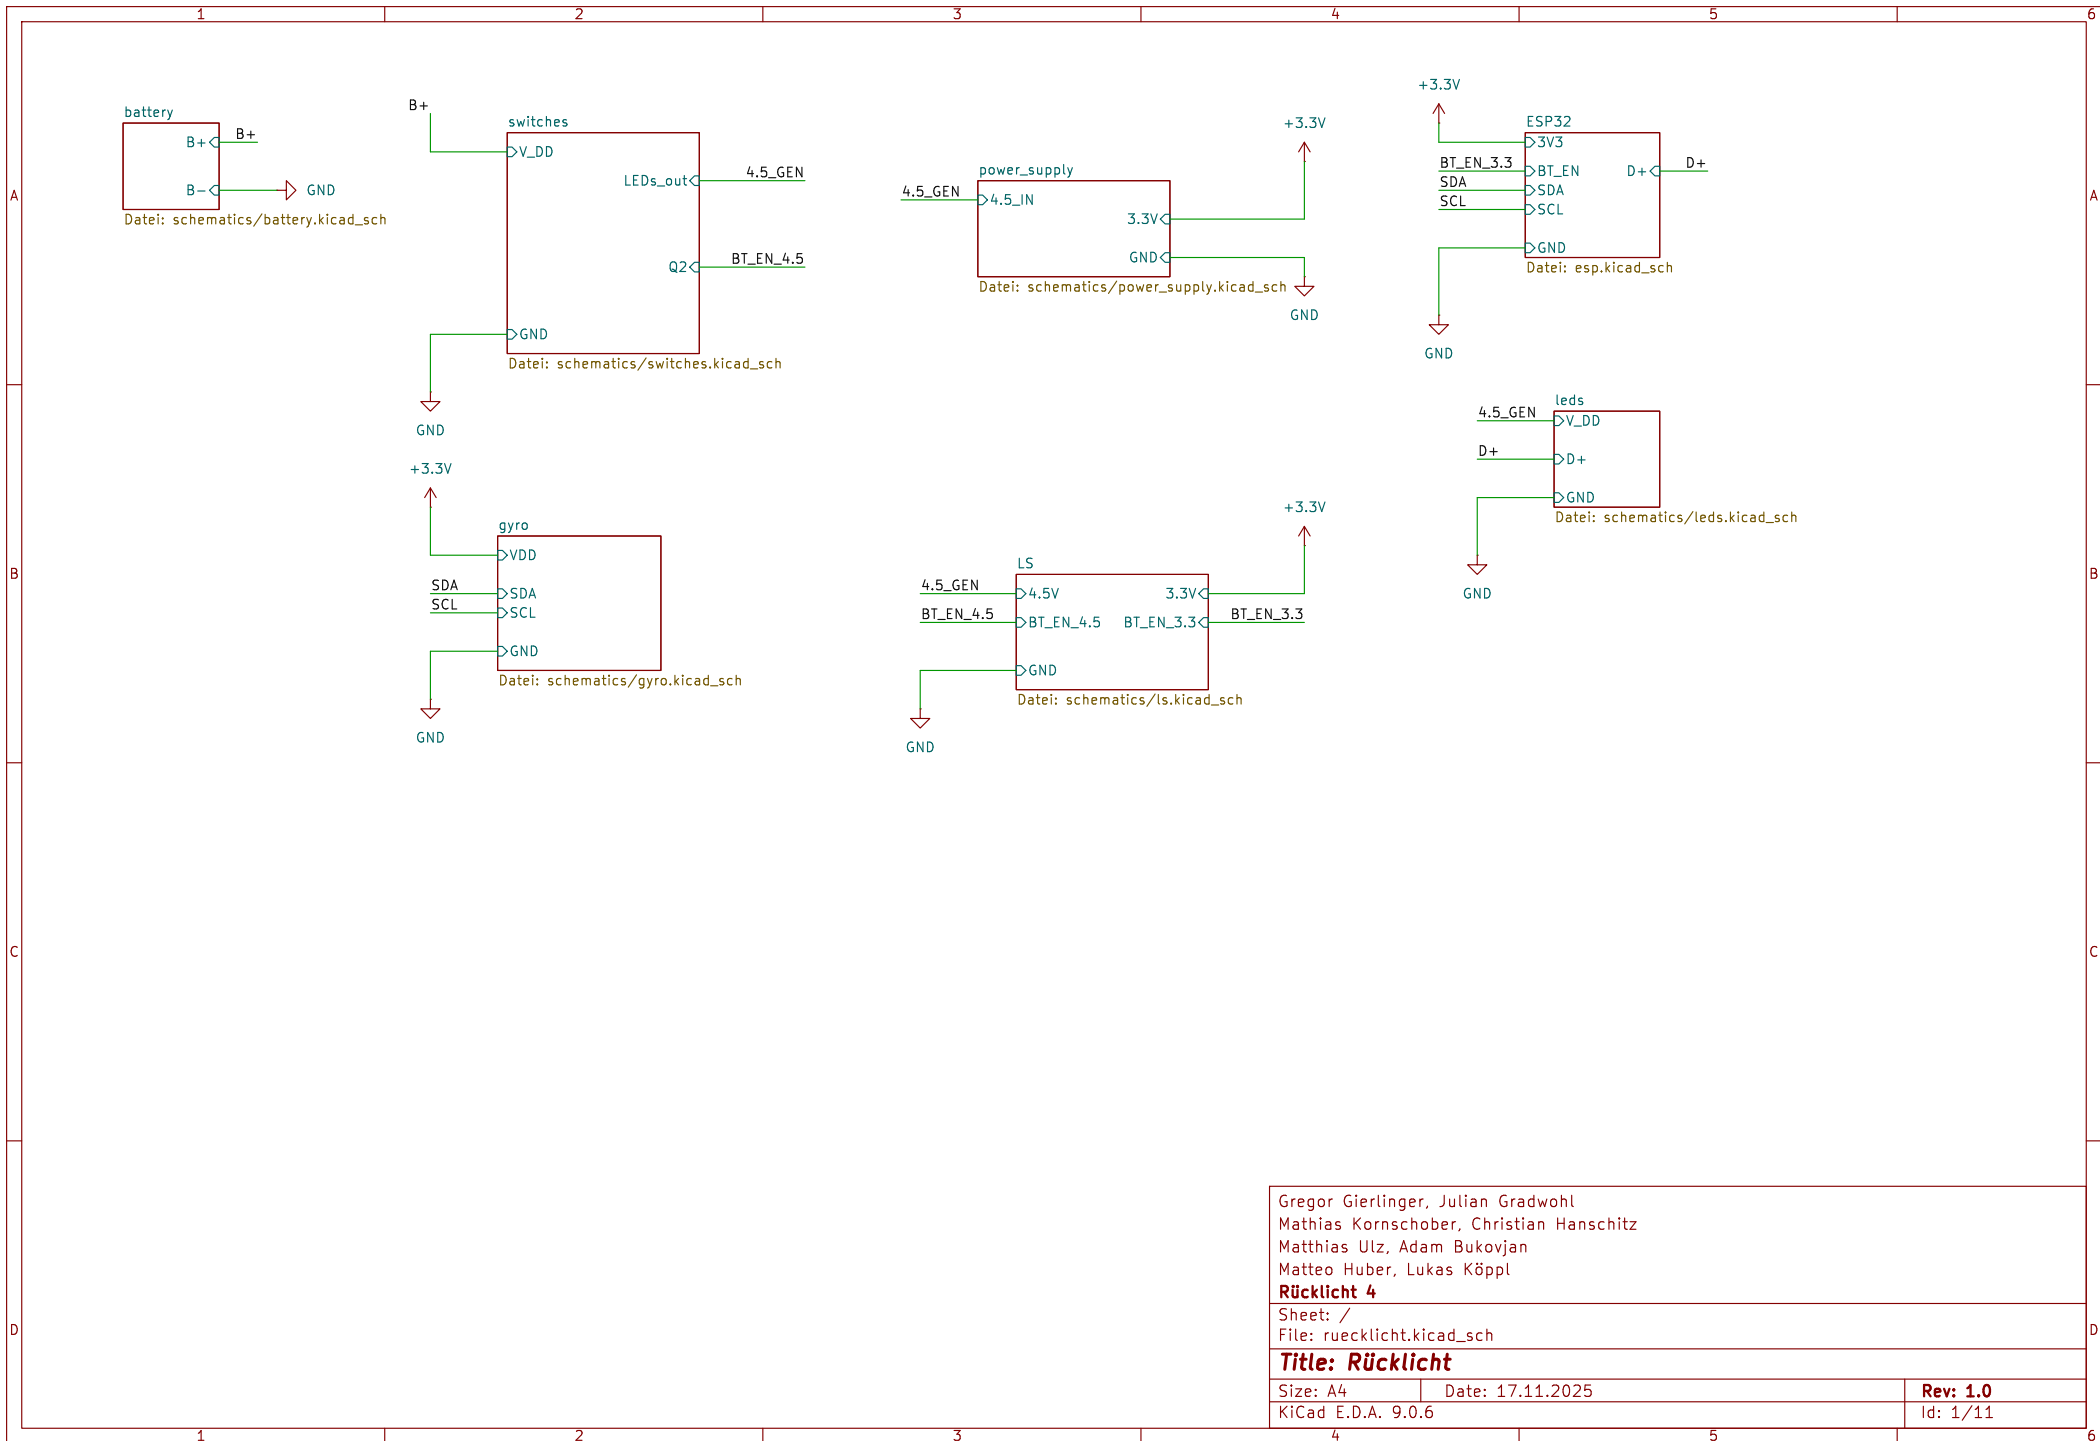 1 2 3 4 5 6
A
B
C
D
A
B
C
D
1 2 3 4 5 6
battery
B+
B-
B+
GND
Datei: schematics/battery.kicad_sch
B+
switches
V_DD
LEDs_out
4.5_GEN
Q2
BT_EN_4.5
GND
Datei: schematics/switches.kicad_sch
GND
4.5_GEN
power_supply
4.5_IN
3.3V
GND
+3.3V
Datei: schematics/power_supply.kicad_sch
GND
+3.3V
ESP32
3V3
BT_EN_3.3
BT_EN
SDA
SDA
SCL
SCL
GND
D+
D+
Datei: esp.kicad_sch
GND
leds
4.5_GEN
V_DD
D+
D+
GND
Datei: schematics/leds.kicad_sch
GND
+3.3V
gyro
VDD
SDA
SDA
SCL
SCL
GND
Datei: schematics/gyro.kicad_sch
GND
+3.3V
LS
4.5_GEN
4.5V
3.3V
BT_EN_4.5
BT_EN_4.5
BT_EN_3.3
BT_EN_3.3
GND
Datei: schematics/ls.kicad_sch
GND
Gregor Gierlinger, Julian Gradwohl
Mathias Kornschober, Christian Hanschitz
Matthias Ulz, Adam Bukovjan
Matteo Huber, Lukas Köppl
Rücklicht 4
Sheet: /
File: ruecklicht.kicad_sch
Title: Rücklicht
Size: A4 Date: 17.11.2025 Rev: 1.0
KiCad E.D.A. 9.0.6 Id: 1/11